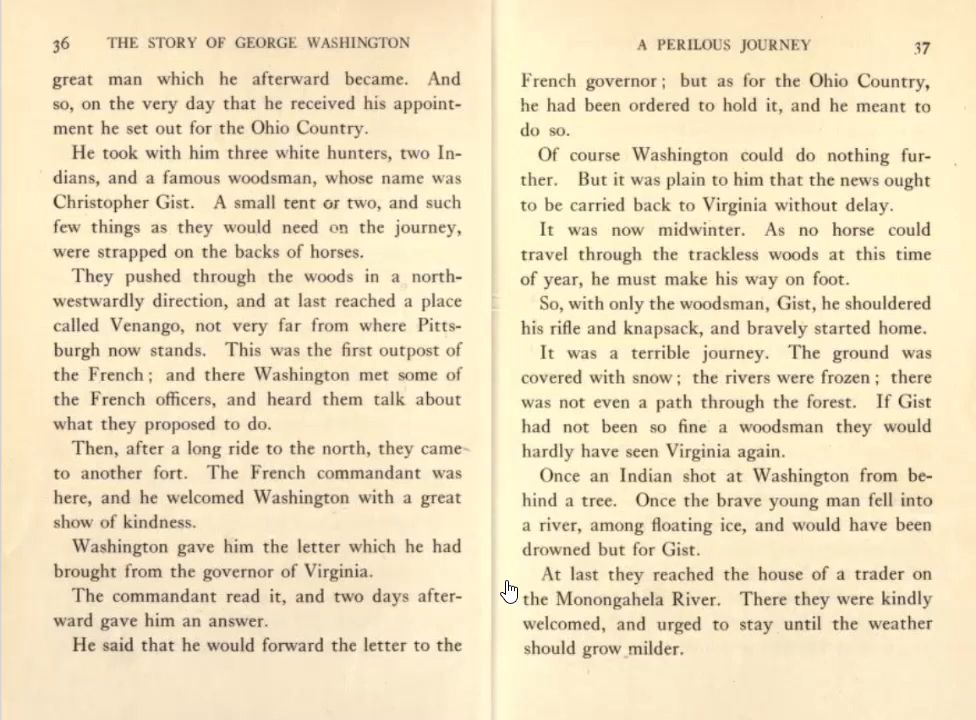 36 THE STORY OF GEORGE WASHINGTON
great man which he afterward became. And
so, on the very day that he received his appoint-
ment he set out for the Ohio Country.
He took with him three white hunters, two In-
dians, and a famous woodsman, whose name was
Christopher Gist. A small tent or two, and such
few things as they would need on the journey,
were strapped on the backs of horses.
They pushed through the woods in a north-
westwardly direction, and at last reached a place
called Venango, not very far from where Pitts-
burgh now stands. This was the first outpost of
the French; and there Washington met some of
the French officers, and heard them talk about
what they proposed to do.
Then, after a long ride to the north, they came
to another fort. The French commandant was
here, and he welcomed Washington with a great
show of kindness.
Washington gave him the letter which he had
brought from the governor of Virginia.
The commandant read it, and two days after-
ward gave him an answer.
He said that he would forward the letter to the
A PERILOUS JOURNEY 37
French governor; but as for the Ohio Country,
he had been ordered to hold it, and he meant to
do so.
Of course Washington could do nothing fur-
ther. But it was plain to him that the news ought
to be carried back to Virginia without delay.
It was now midwinter. As no horse could
travel through the trackless woods at this time
of year, he must make his way on foot.
So, with only the woodsman, Gist, he shouldered
his rifle and knapsack, and bravely started home.
It was a terrible journey. The ground was
covered with snow; the rivers were frozen; there
was not even a path through the forest. If Gist
had not been so fine a woodsman they would
hardly have seen Virginia again.
Once an Indian shot at Washington from be-
hind a tree. Once the brave young man fell into
a river, among floating ice, and would have been
drowned but for Gist.
At last they reached the house of a trader on
the Monongahela River. There they were kindly
welcomed, and urged to stay until the weather
should grow milder.